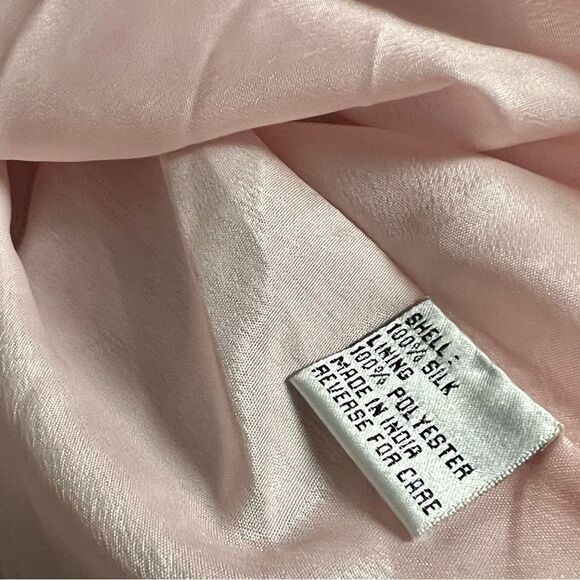 SHELL:
100% SILK
LINING
100% POLYESTER
MADE IN INDIA
REVERSE FOR CARE